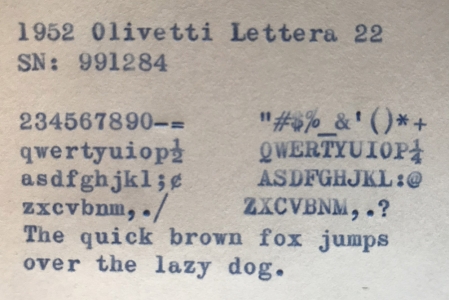 1952 Olivetti Lettera 22
SN: 991284
234567890-= "#$%_&'()*+
qwertyuiop½ QWERTYUIOP¼
asdfghjkl;¢ ASDFGHJKL:@
zxcvbnm,./ ZXCVBNM,.?
The quick brown fox jumps
over the lazy dog.